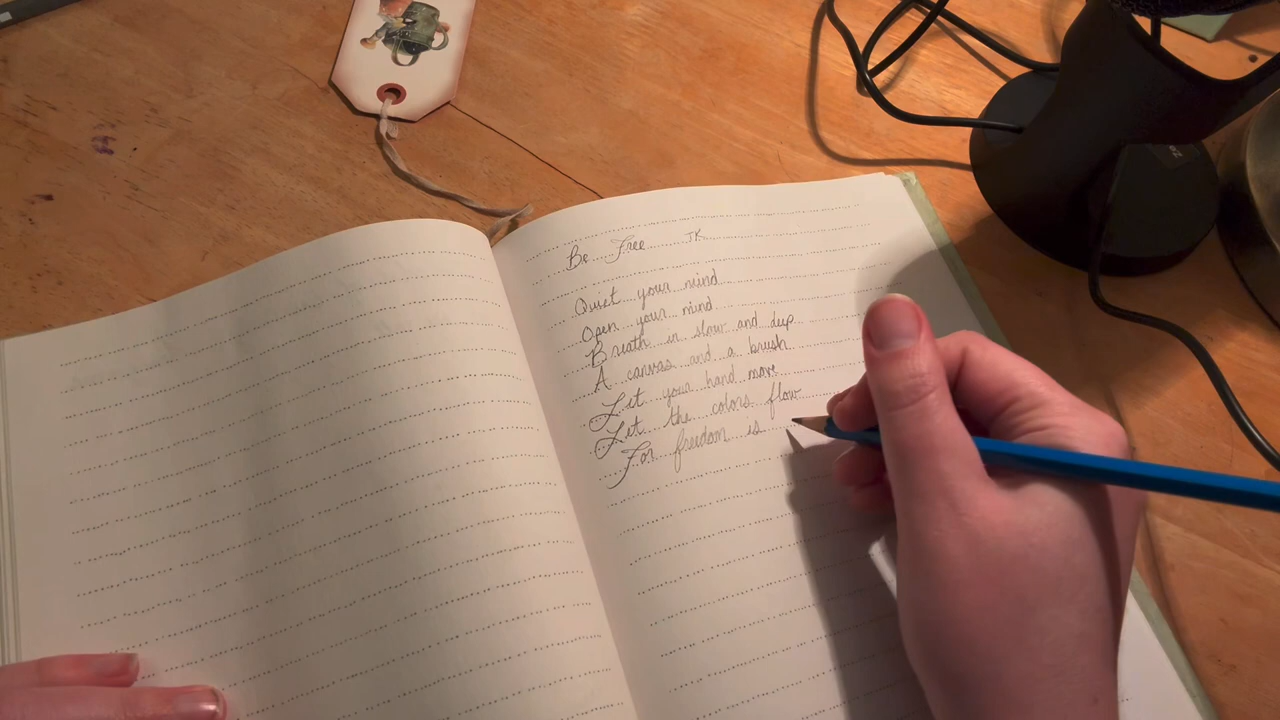 Be Free JK
Quiet your mind
Open your mind
Breath in slow and deep
A canvas and a brush
Let your hand move
Let the colors flow
For freedom is